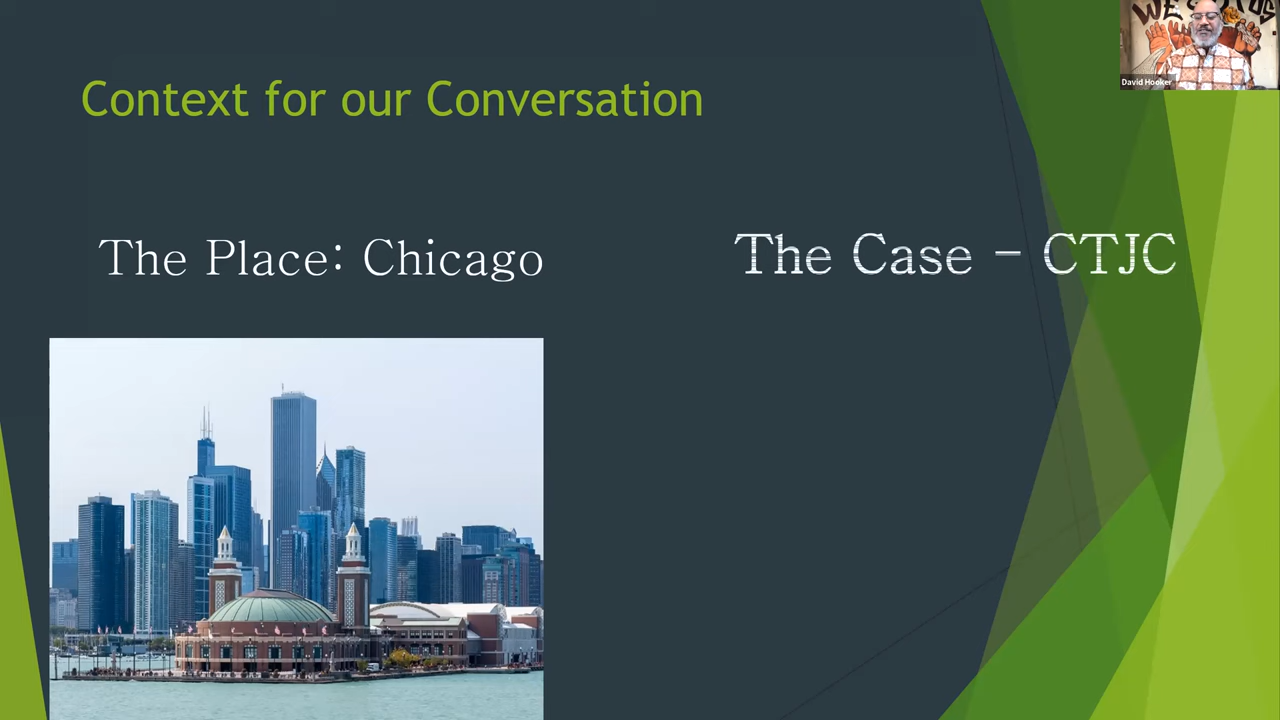 Context for our Conversation
The Place: Chicago
The Case – CTJC
David Hooker